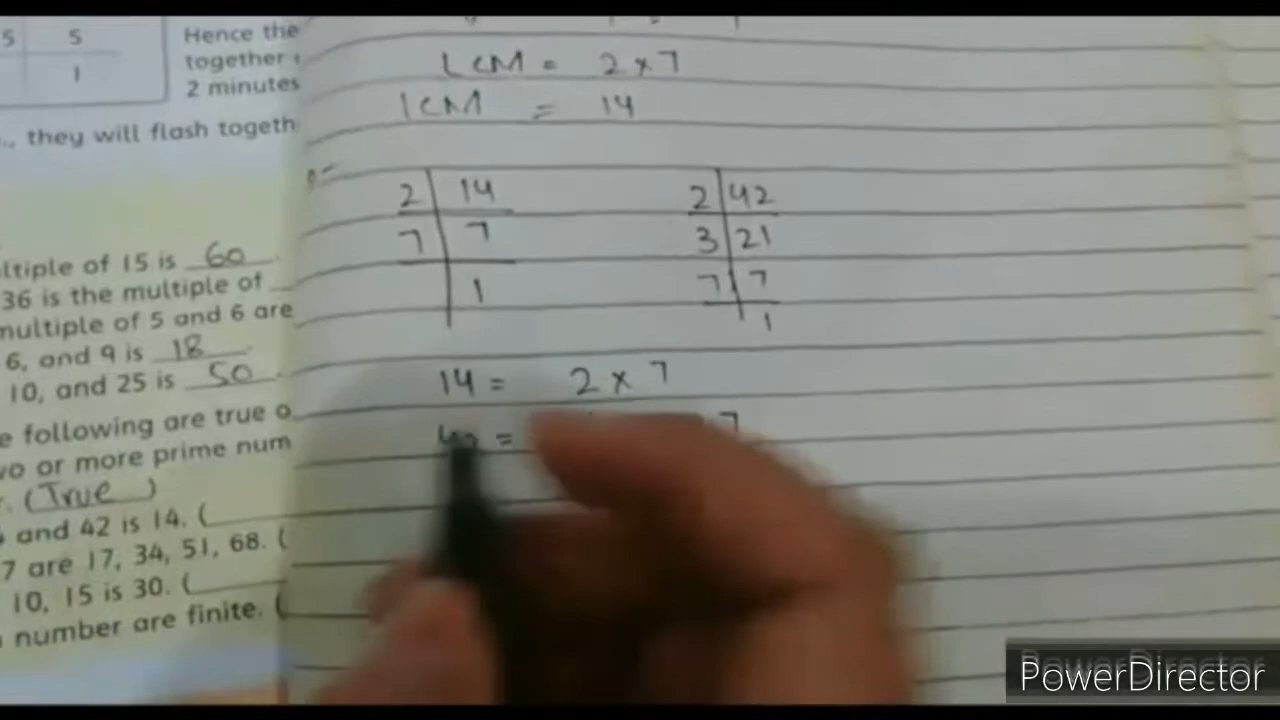 5 5
1
Hence the
together
2 minutes
., they will flash togeth
ltiple of 15 is 60
36 is the multiple of
multiple of 5 and 6 are
6, and 9 is 18
10, and 25 is 50
e following are true o
wo or more prime num
r. (True)
and 42 is 14. (
7 are 17, 34, 51, 68. (
10, 15 is 30. (
number are finite. (
LCM = 2 x 7
LCM = 14
2 14
7 7
1
2 42
3 21
7 7
1
14 = 2 x 7
42 = 7
PowerDirector